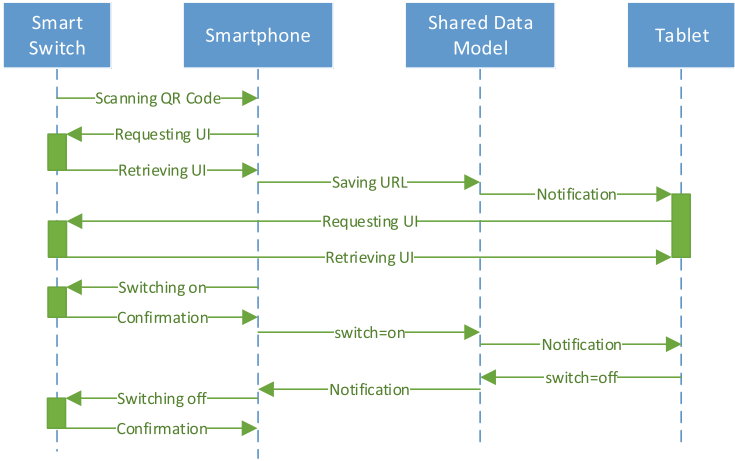 Smart
Switch
Smartphone
Shared Data
Model
Tablet
Scanning QR Code
Requesting UI
Retrieving UI
Saving URL
Notification
Requesting UI
Retrieving UI
Switching on
Confirmation
switch=on
Notification
switch=off
Notification
Switching off
Confirmation